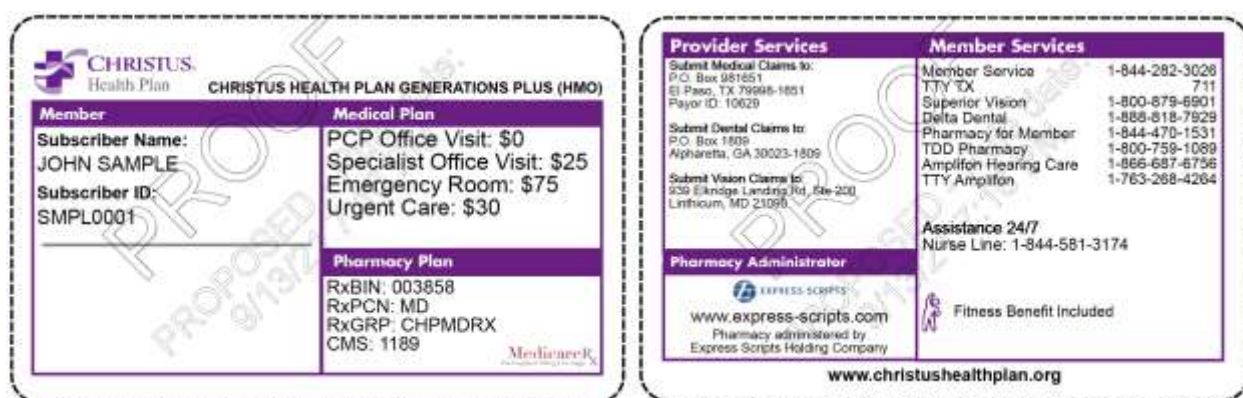 CHRISTUS.
Health Plan
CHRISTUS HEALTH PLAN GENERATIONS PLUS (HMO)
Member
Subscriber Name:
JOHN SAMPLE
Subscriber ID:
SMPL0001
Medical Plan
PCP Office Visit: $0
Specialist Office Visit: $25
Emergency Room: $75
Urgent Care: $30
Pharmacy Plan
RxBIN: 003858
RxPCN: MD
RxGRP: CHPMDRX
CMS: 1189
MedicareRx
PROOF
PROPOSED
Provider Services
Submit Medical Claims to:
P.O. Box 981651
El Paso, TX 79998-1651
Payor ID: 10629
Submit Dental Claims to:
P.O. Box 1809
Alpharetta, GA 30023-1809
Submit Vision Claims to:
939 Elkridge Landing Rd, Ste 200
Linthicum, MD 21090
Pharmacy Administrator
EXPRESS SCRIPTS
www.express-scripts.com
Pharmacy administered by
Express Scripts Holding Company
Member Services
Member Service 1-844-282-3026
TTY TX 711
Superior Vision 1-800-879-6901
Delta Dental 1-888-818-7929
Pharmacy for Member 1-844-470-1531
TDD Pharmacy 1-800-759-1089
Amplifon Hearing Care 1-866-687-6756
TTY Amplifon 1-763-268-4264
Assistance 24/7
Nurse Line: 1-844-581-3174
Fitness Benefit Included
PROOF
PROPOSED
www.christushealthplan.org